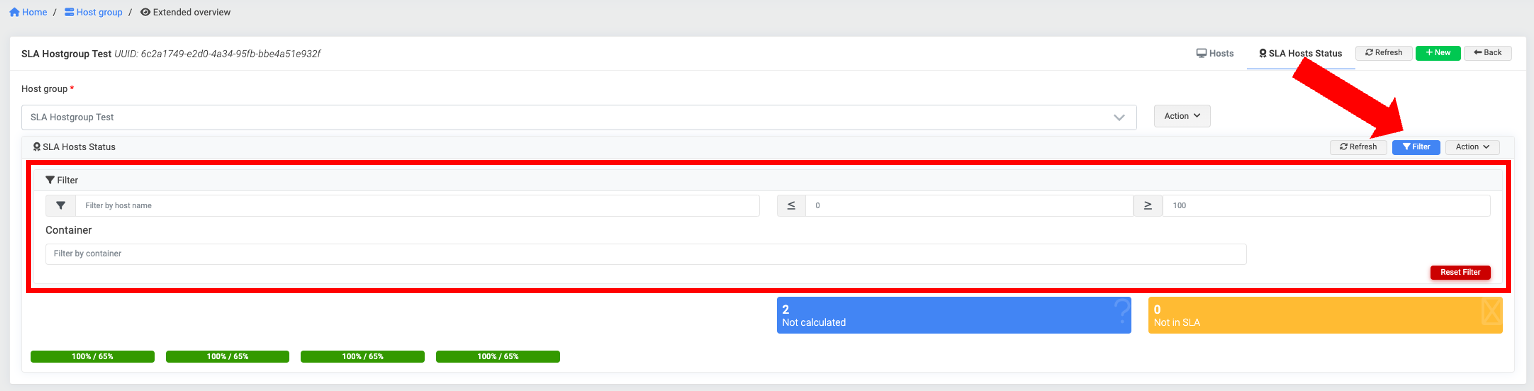 Home / Host group / Extended overview
SLA Hostgroup Test UUID: 6c2a1749-e2d0-4a34-95fb-bbe4a51e932f Hosts SLA Hosts Status Refresh + New Back
Host group *
SLA Hostgroup Test Action
SLA Hosts Status Refresh Filter Action
Filter
Filter by host name ≤ 0 ≥ 100
Container
Filter by container
Reset Filter
2 ? 0
Not calculated Not in SLA
100% / 65% 100% / 65% 100% / 65% 100% / 65%